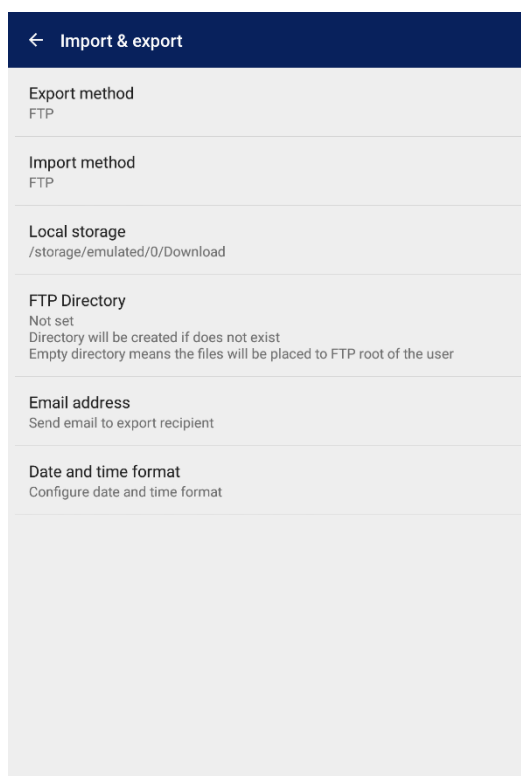 Import & export
Export method
FTP
Import method
FTP
Local storage
/storage/emulated/0/Download
FTP Directory
Not set
Directory will be created if does not exist
Empty directory means the files will be placed to FTP root of the user
Email address
Send email to export recipient
Date and time format
Configure date and time format